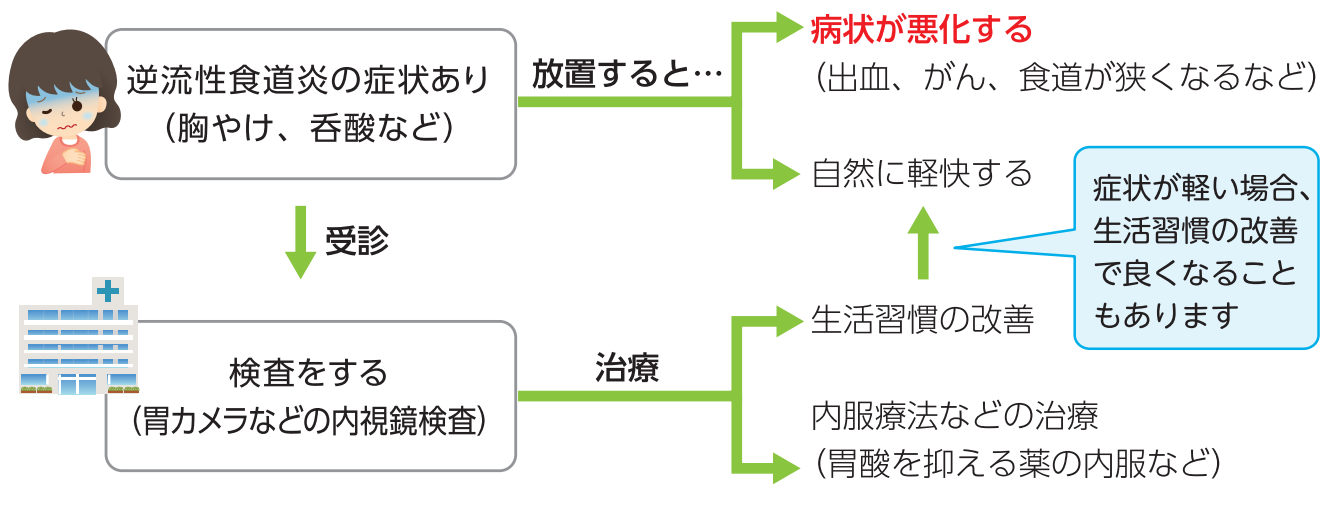 逆流性食道炎の症状あり
（胸やけ、呑酸など）
放置すると…
病状が悪化する
（出血、がん、食道が狭くなるなど）
自然に軽快する
症状が軽い場合、
生活習慣の改善
で良くなること
もあります
受診
検査をする
（胃カメラなどの内視鏡検査）
治療
生活習慣の改善
内服療法などの治療
（胃酸を抑える薬の内服など）